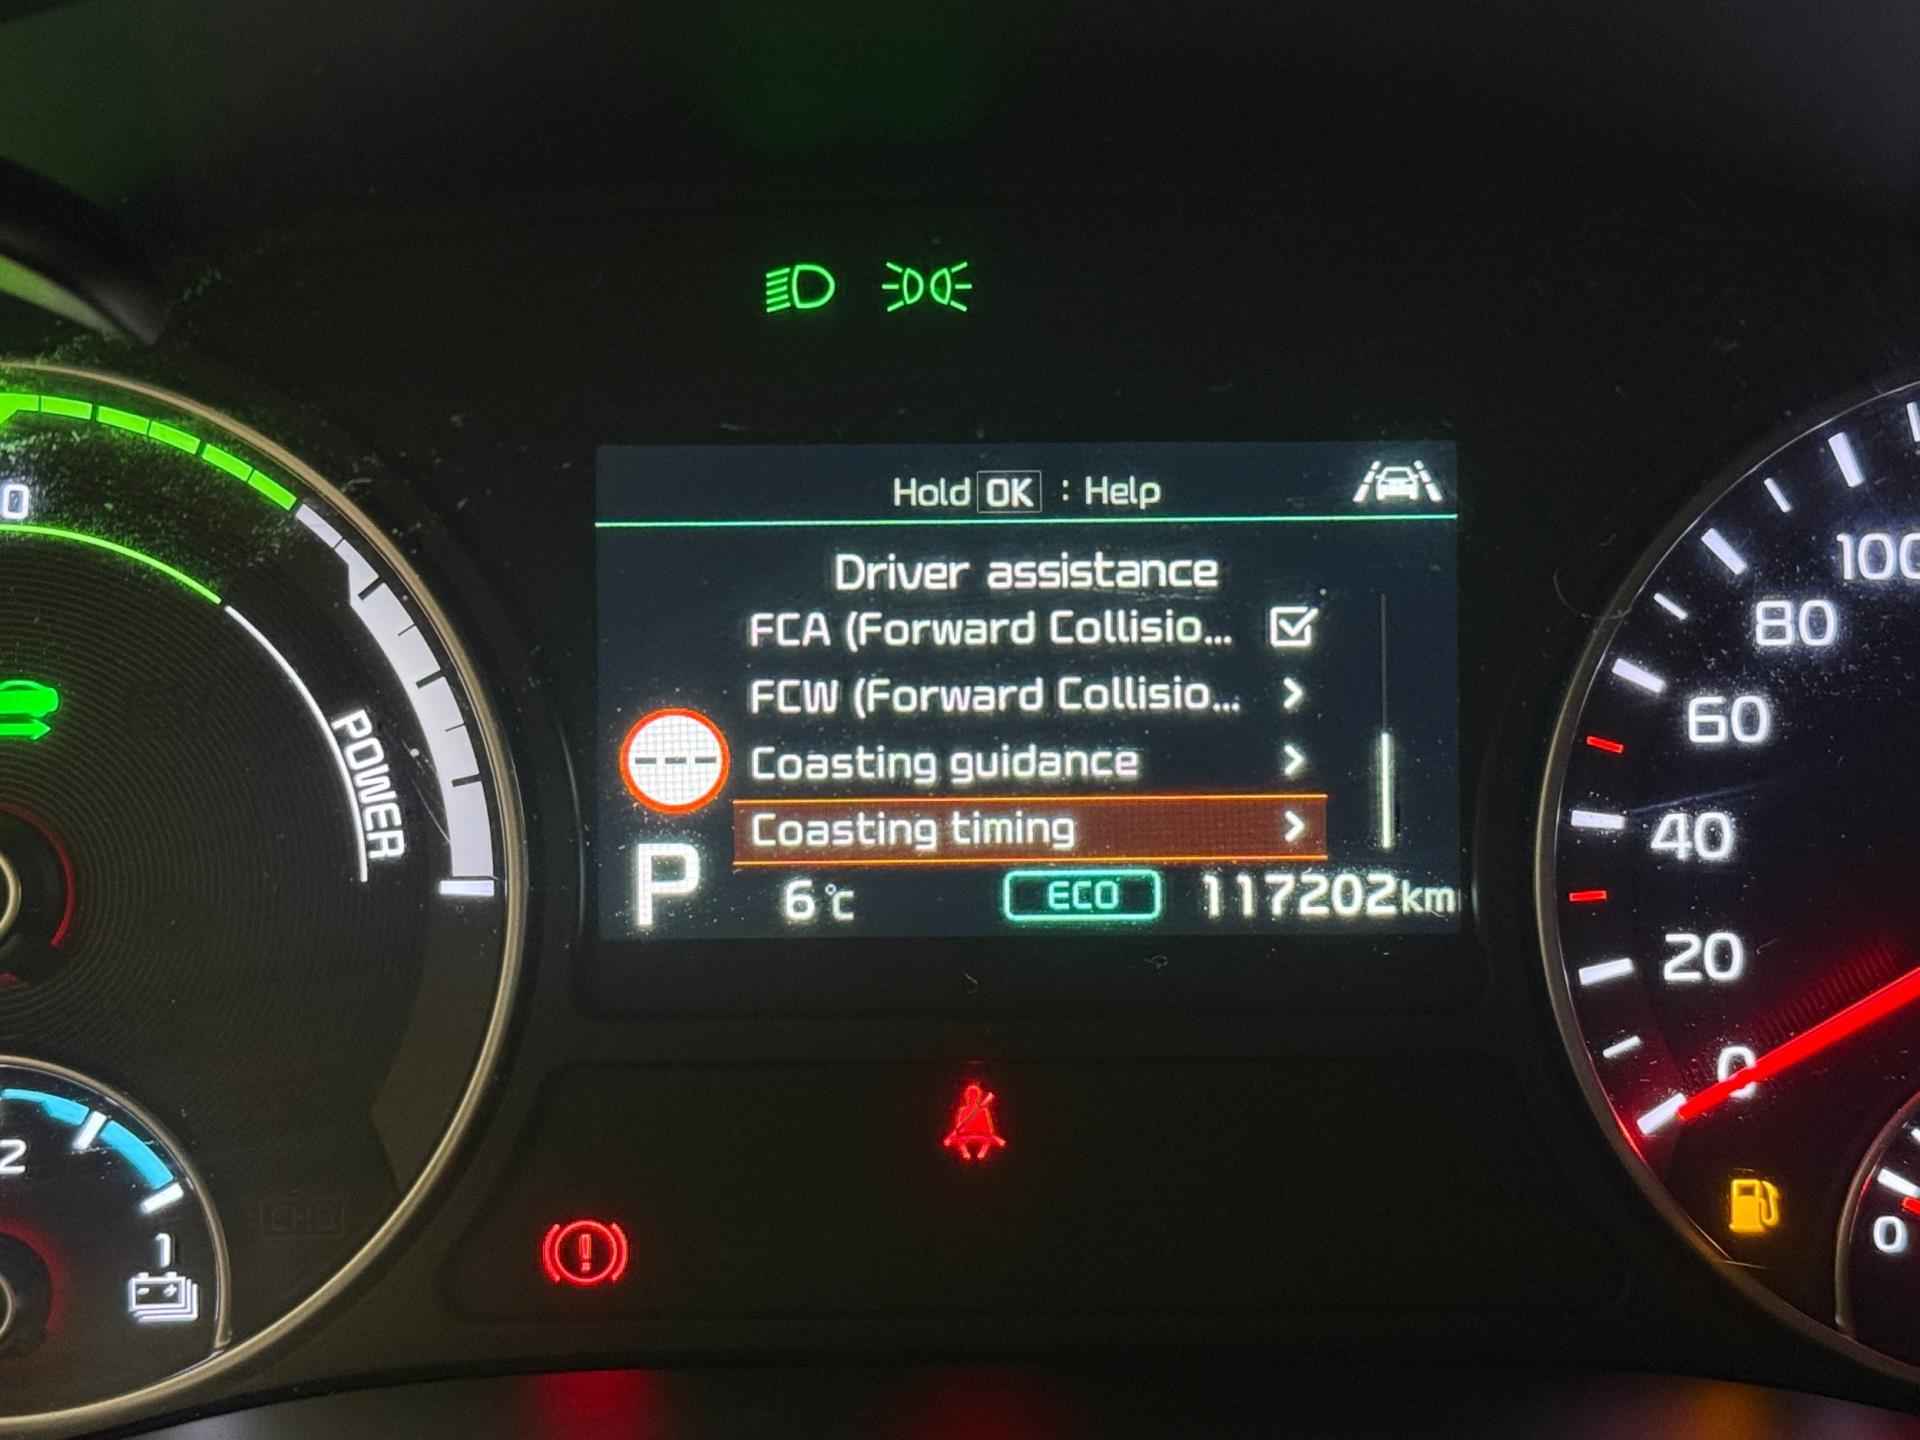 Hold OK : Help
Driver assistance
FCA (Forward Collisio...
FCW (Forward Collisio...
Coasting guidance
Coasting timing
P 6°C ECO 117202km
0
POWER
2
1
100
80
60
40
20
0
0